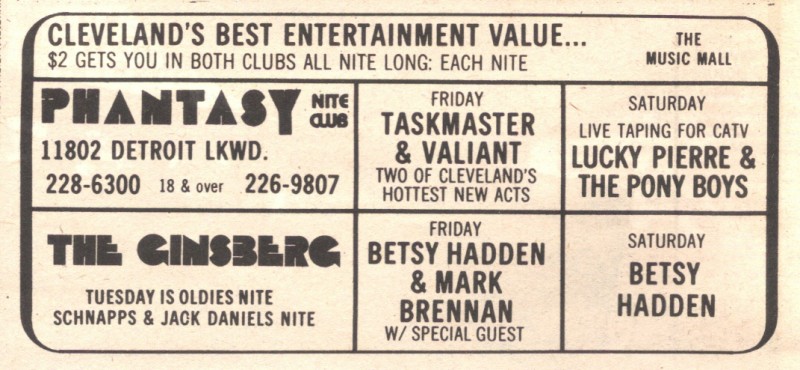 CLEVELAND'S BEST ENTERTAINMENT VALUE...
$2 GETS YOU IN BOTH CLUBS ALL NITE LONG: EACH NITE
THE
MUSIC MALL
PHANTASY NITE CLUB
11802 DETROIT LKWD.
228-6300 18 & over 226-9807
FRIDAY
TASKMASTER
& VALIANT
TWO OF CLEVELAND'S
HOTTEST NEW ACTS
SATURDAY
LIVE TAPING FOR CATV
LUCKY PIERRE &
THE PONY BOYS
THE GINSBERG
TUESDAY IS OLDIES NITE
SCHNAPPS & JACK DANIELS NITE
FRIDAY
BETSY HADDEN
& MARK
BRENNAN
W/ SPECIAL GUEST
SATURDAY
BETSY
HADDEN